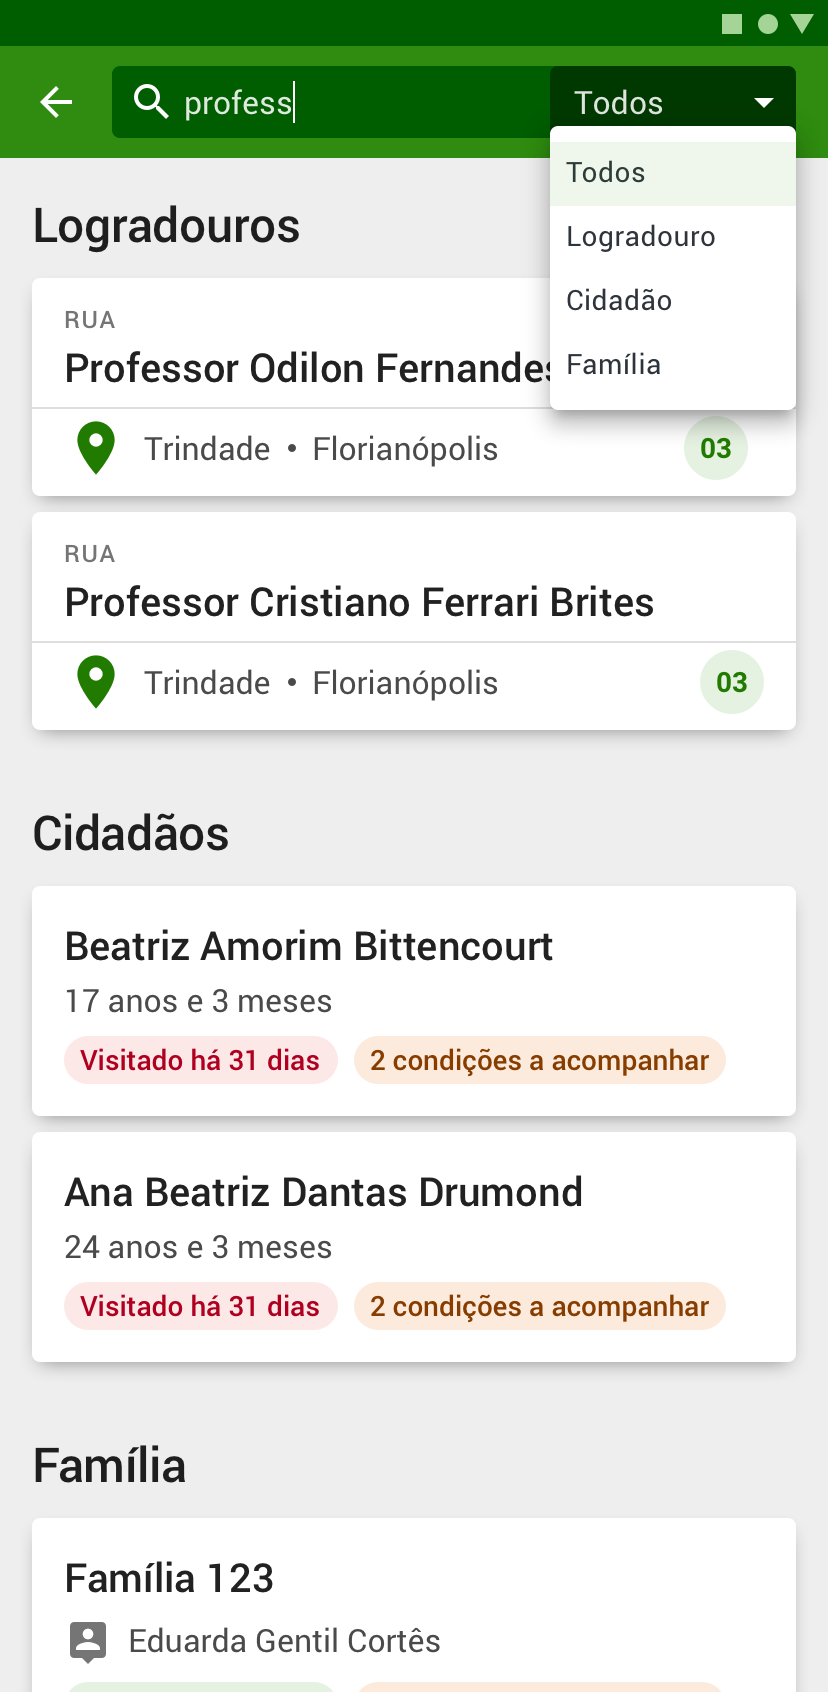 profess
Todos
Todos
Logradouro
Cidadão
Família
Logradouros
RUA
Professor Odilon Fernandes
Trindade • Florianópolis
03
RUA
Professor Cristiano Ferrari Brites
Trindade • Florianópolis
03
Cidadãos
Beatriz Amorim Bittencourt
17 anos e 3 meses
Visitado há 31 dias
2 condições a acompanhar
Ana Beatriz Dantas Drumond
24 anos e 3 meses
Visitado há 31 dias
2 condições a acompanhar
Família
Família 123
Eduarda Gentil Cortês